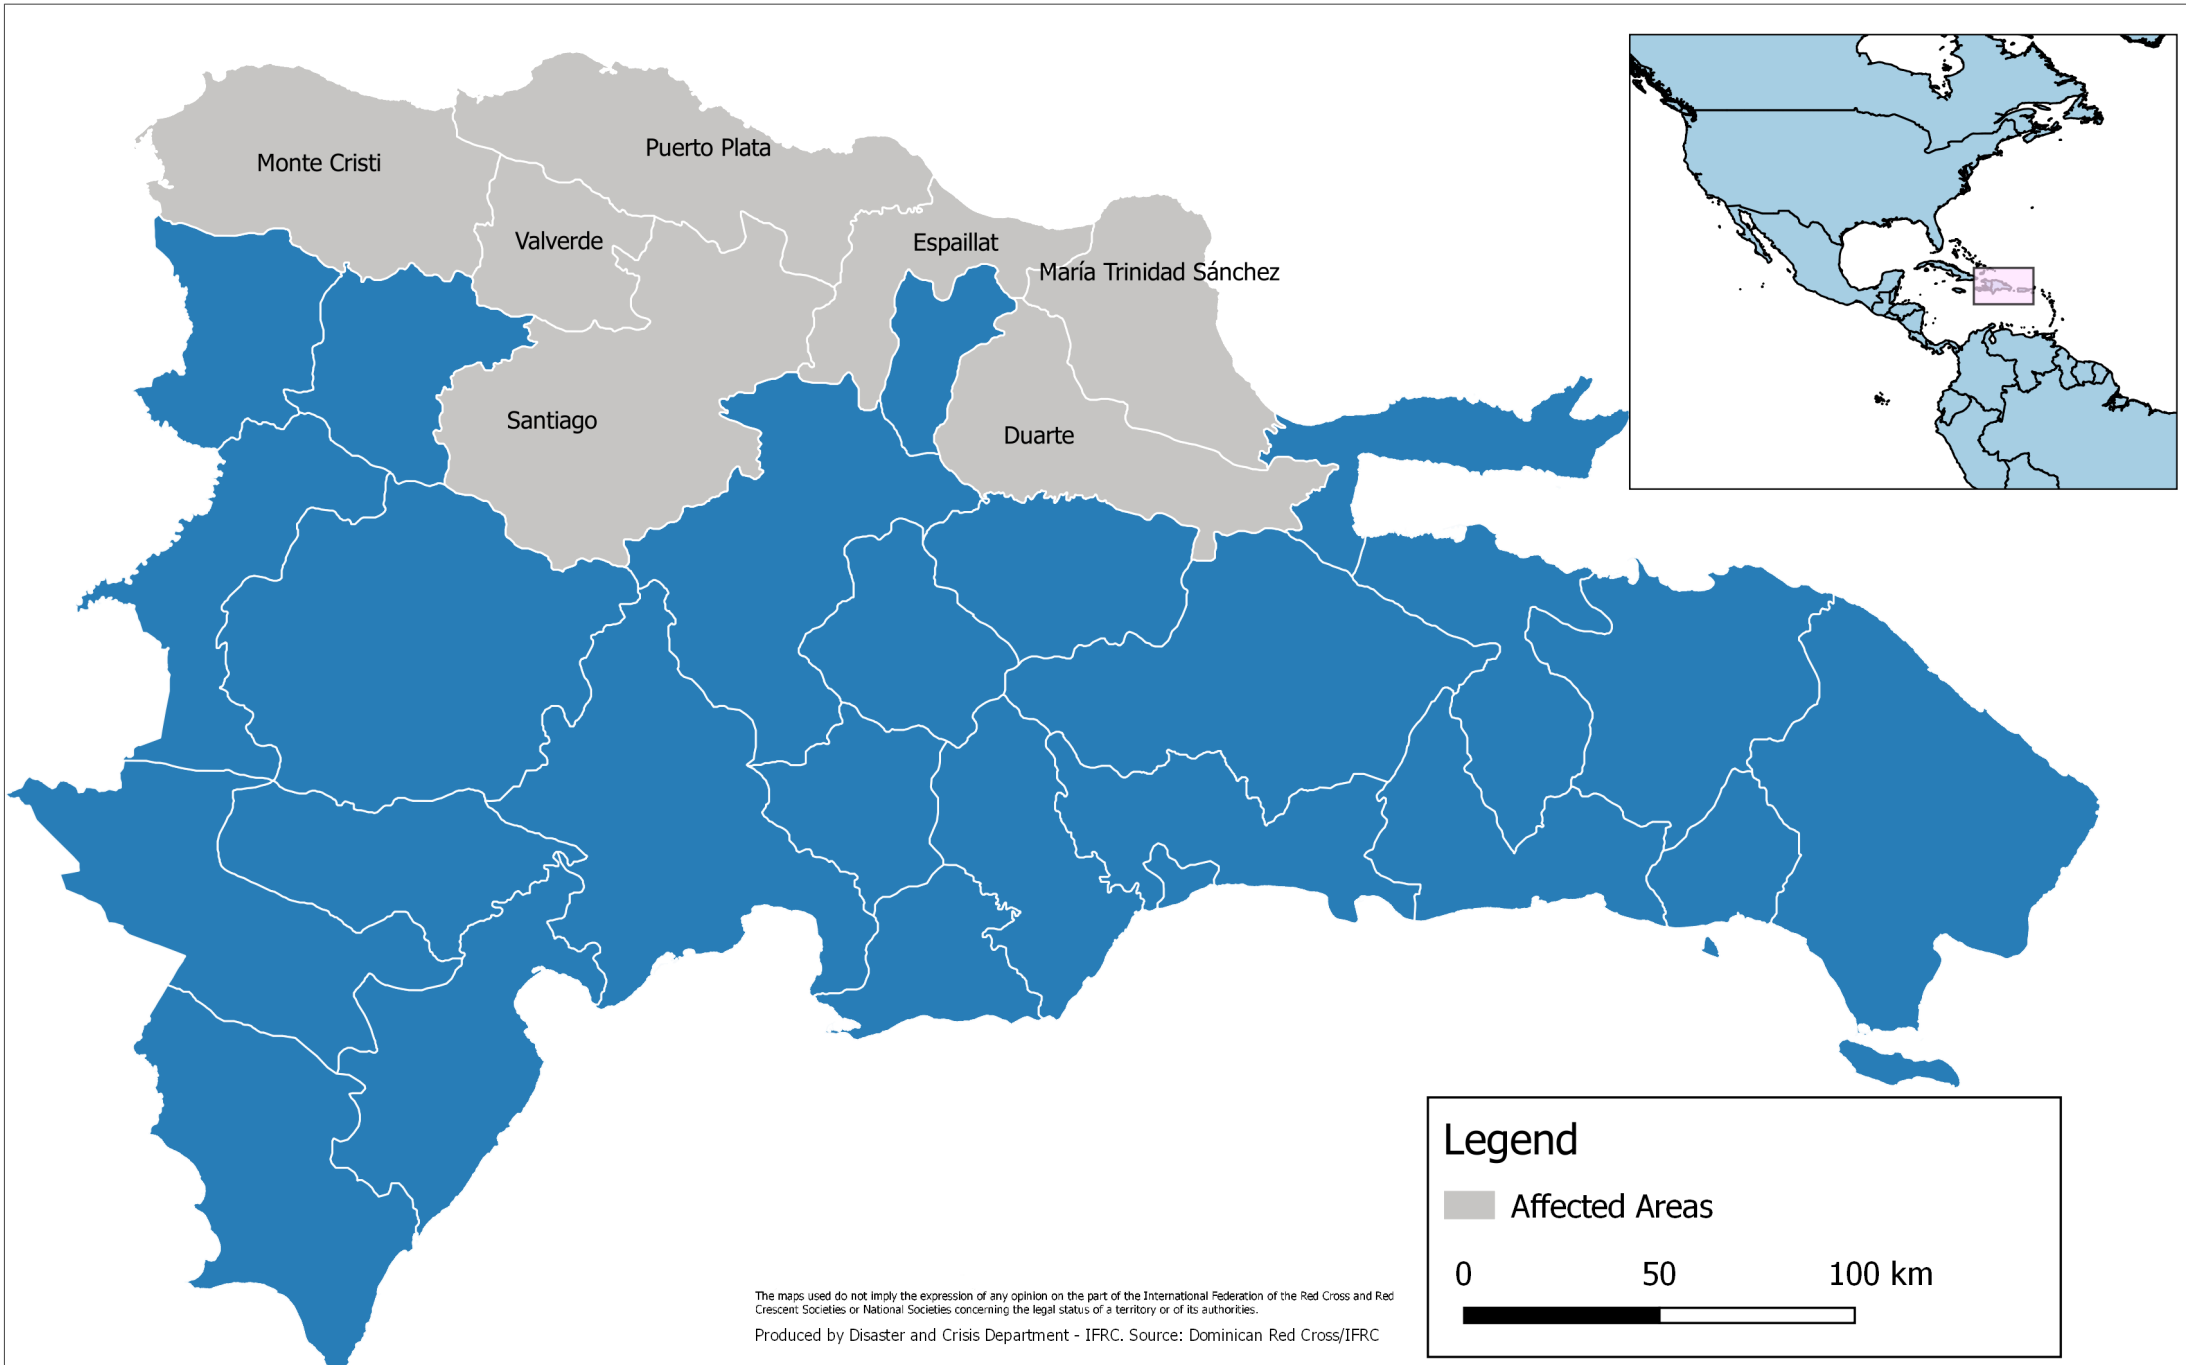 Puerto Plata
Monte Cristi
Valverde
Espaillat
María Trinidad Sánchez
Santiago
Duarte
Legend
Affected Areas
0 50 100 km
The maps used do not imply the expression of any opinion on the part of the International Federation of the Red Cross and Red
Crescent Societies or National Societies concerning the legal status of a territory or of its authorities.
Produced by Disaster and Crisis Department - IFRC. Source: Dominican Red Cross/IFRC